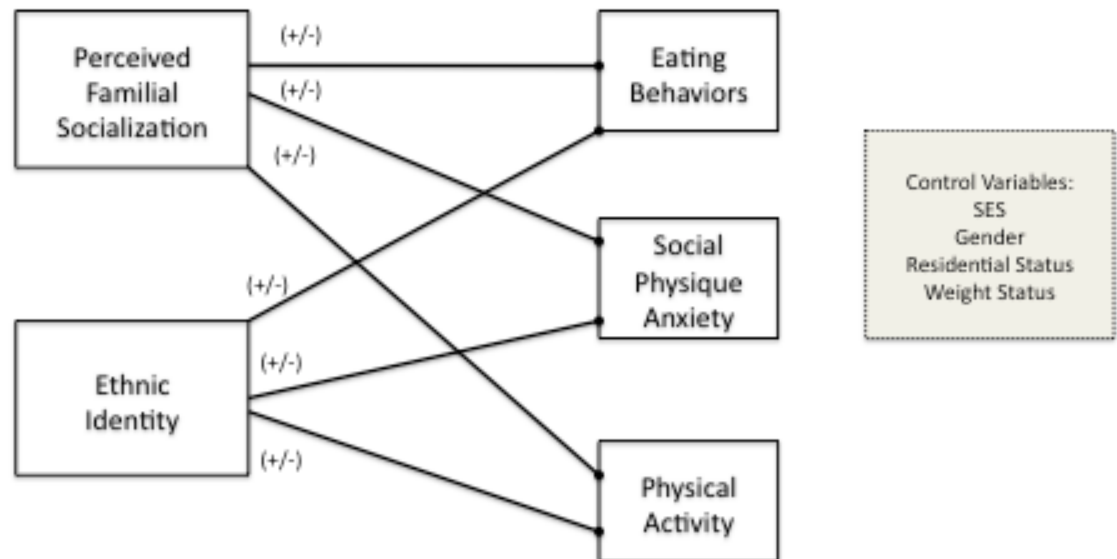 Perceived
Familial
Socialization
(+/-)
(+/-)
(+/-)
Eating
Behaviors
Control Variables:
SES
Gender
Residential Status
Weight Status
Social
Physique
Anxiety
Ethnic
Identity
(+/-)
(+/-)
(+/-)
Physical
Activity